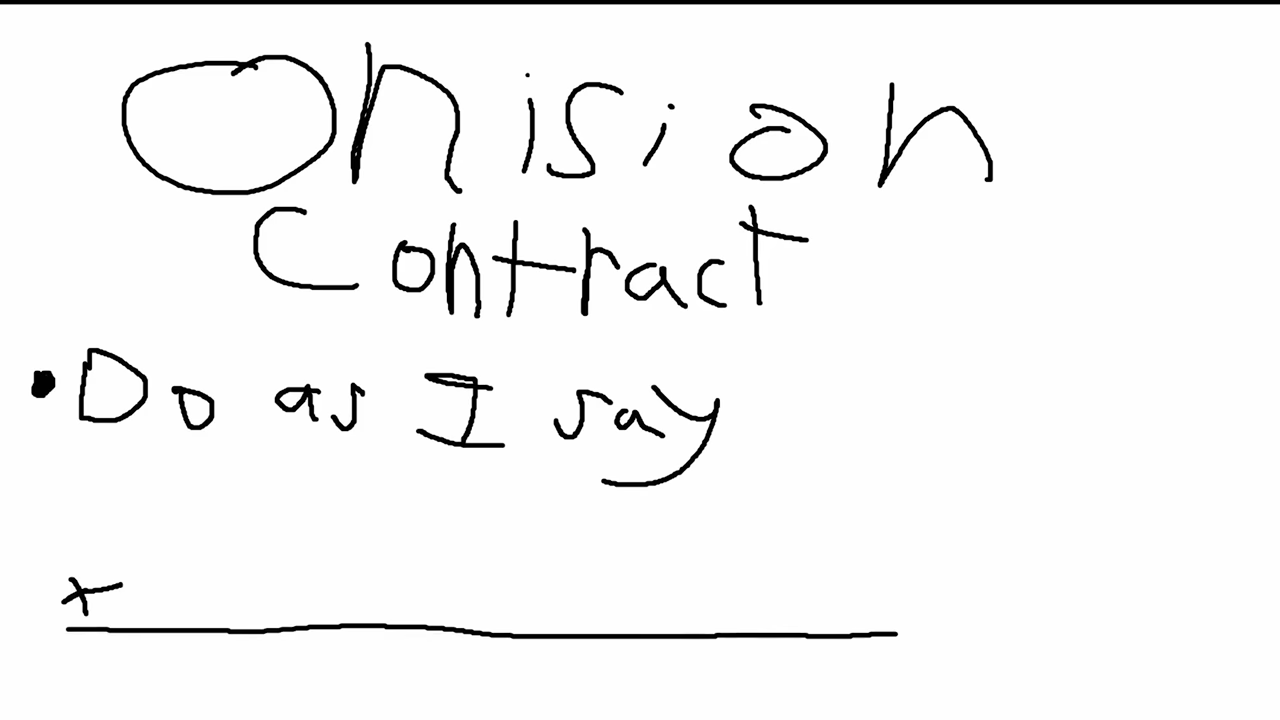 Onision
Contract
• Do as I say
x